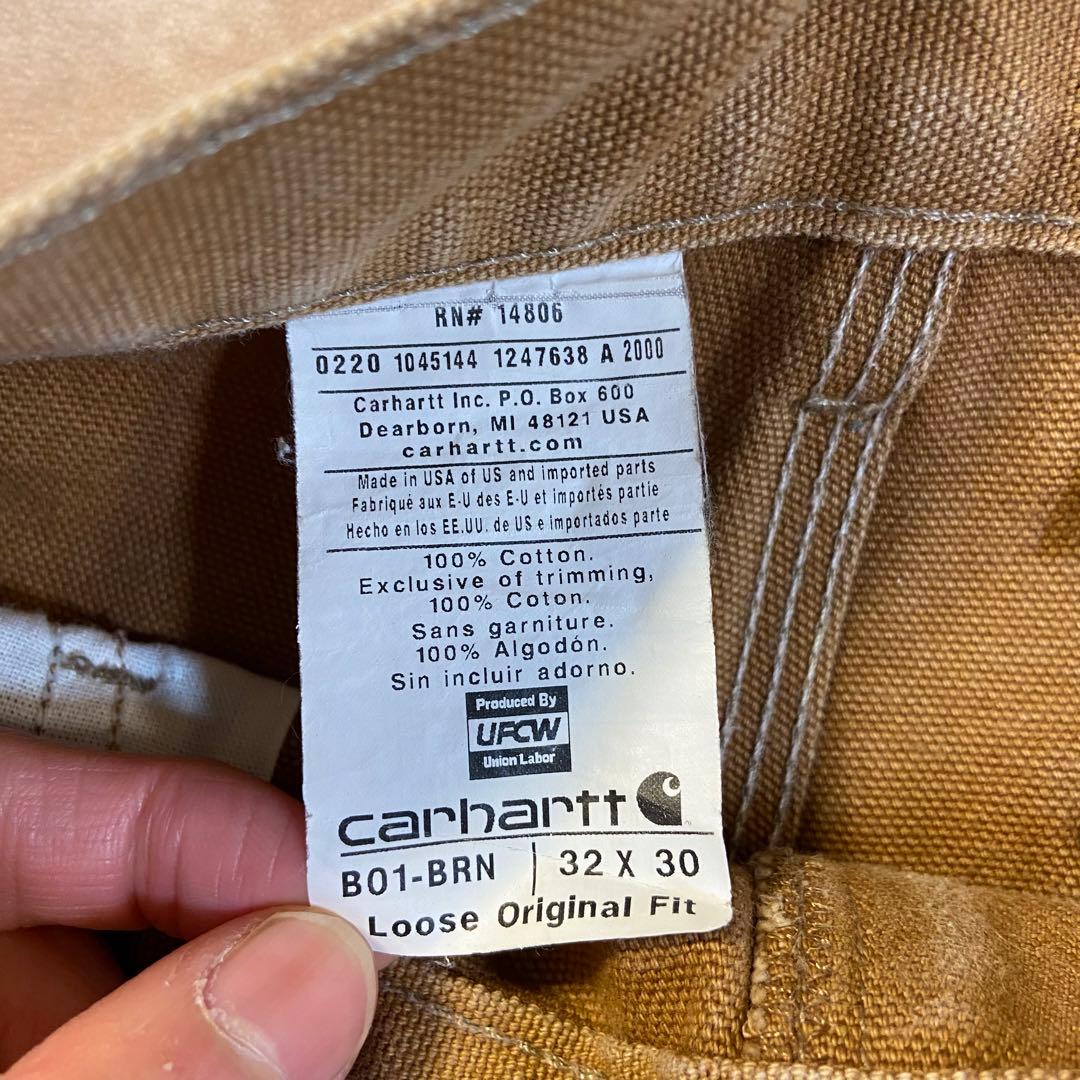 RN# 14806
0220 1045144 1247638 A 2000
Carhartt Inc. P.O. Box 600
Dearborn, MI 48121 USA
carhartt.com
Made in USA of US and imported parts
Fabriqué aux E-U des E-U et importés partie
Hecho en los EE.UU. de US e importados parte
100% Cotton.
Exclusive of trimming,
100% Coton.
Sans garniture.
100% Algodón.
Sin incluir adorno.
Produced By
UFCW
Union Labor
carhartt
B01-BRN | 32 X 30
Loose Original Fit